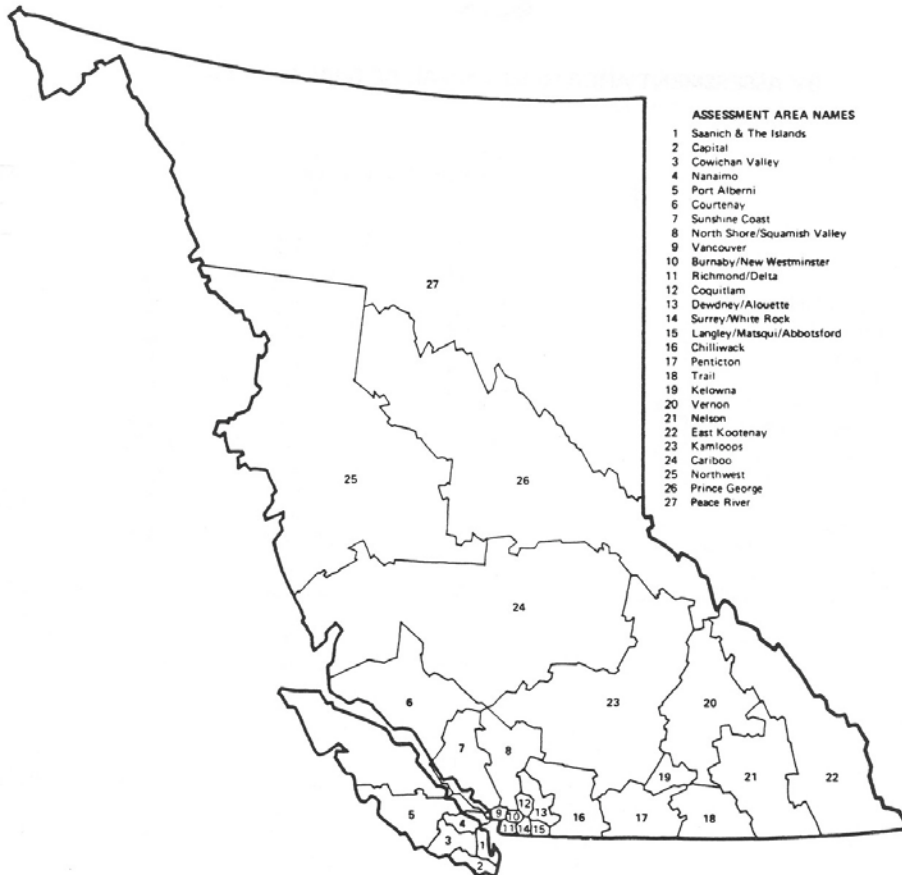 ASSESSMENT AREA NAMES
1 Saanich & The Islands
2 Capital
3 Cowichan Valley
4 Nanaimo
5 Port Alberni
6 Courtenay
7 Sunshine Coast
8 North Shore/Squamish Valley
9 Vancouver
10 Burnaby/New Westminster
11 Richmond/Delta
12 Coquitlam
13 Dewdney/Alouette
14 Surrey/White Rock
15 Langley/Matsqui/Abbotsford
16 Chilliwack
17 Penticton
18 Trail
19 Kelowna
20 Vernon
21 Nelson
22 East Kootenay
23 Kamloops
24 Cariboo
25 Northwest
26 Prince George
27 Peace River
27
25
26
24
6
23
20
7
8
19
21
22
12
5
9
10
13
16
17
18
4
11
14
15
3
1
2